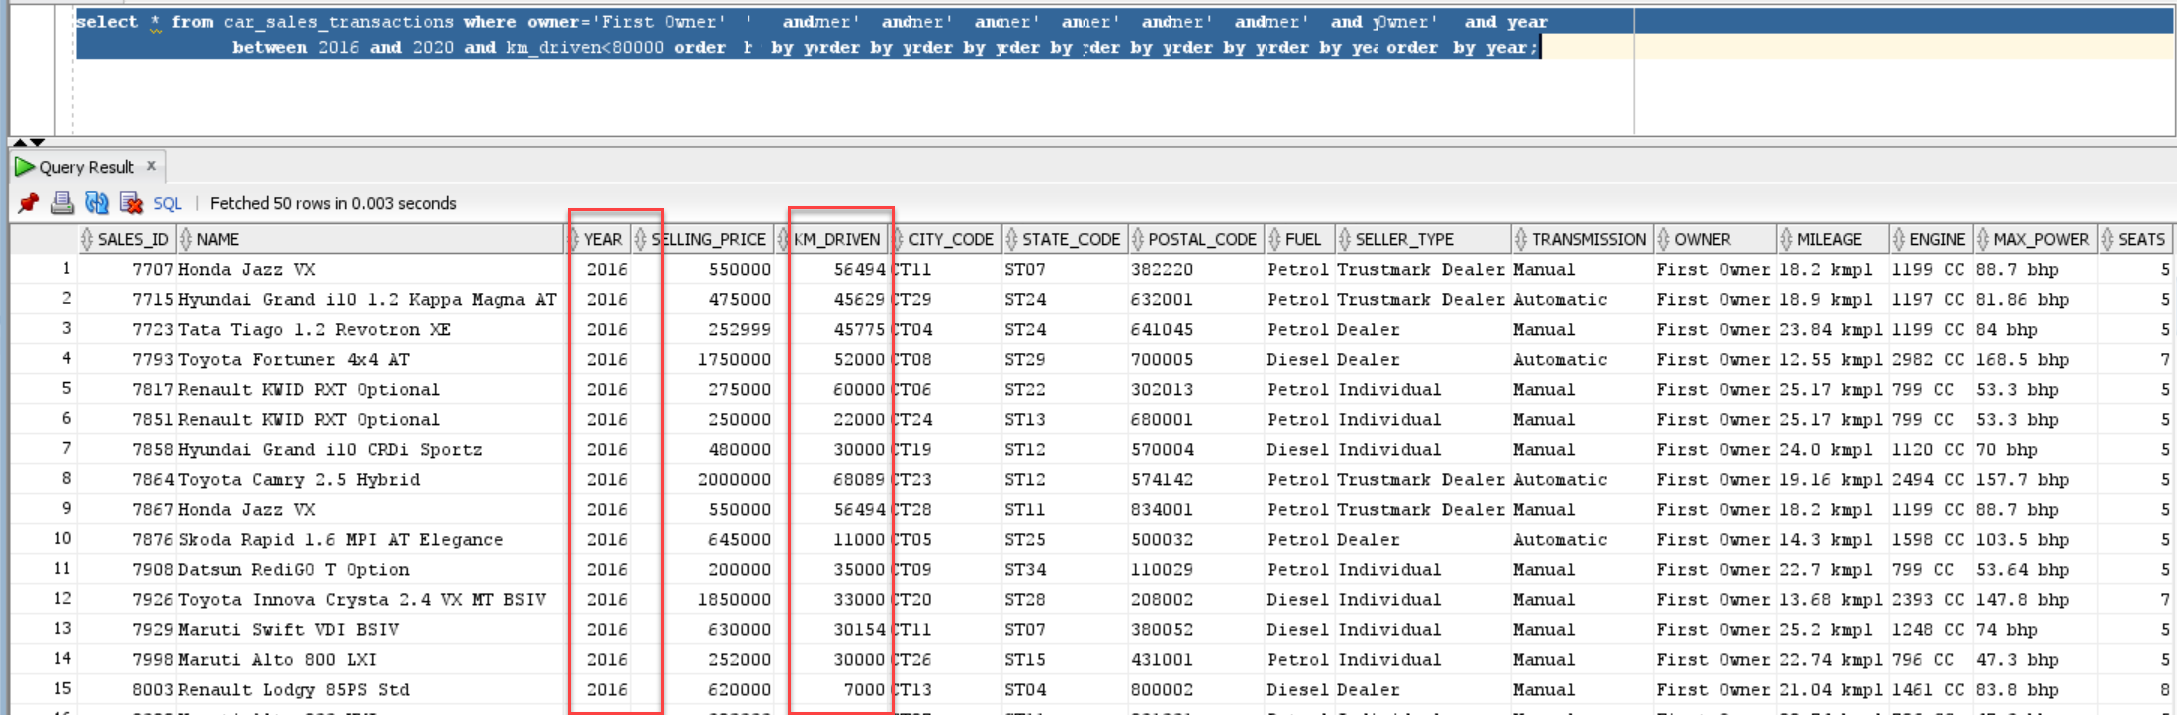 select * from car_sales_transactions where owner='First Owner' ' andmer' andner' anmer' amer' andner' andmer' and Owner' and year
between 2016 and 2020 and km_driven<80000 order by yrder by yrder by yrder by rder by yrder by yrder by yea order by year;
Query Result x
SQL | Fetched 50 rows in 0.003 seconds
SALES_ID NAME YEAR SELLING_PRICE KM_DRIVEN CITY_CODE STATE_CODE POSTAL_CODE FUEL SELLER_TYPE TRANSMISSION OWNER MILEAGE ENGINE MAX_POWER SEATS
1 7707 Honda Jazz VX 2016 550000 56494 CT11 ST07 382220 Petrol Trustmark Dealer Manual First Owner 18.2 kmpl 1199 CC 88.7 bhp 5
2 7715 Hyundai Grand i10 1.2 Kappa Magna AT 2016 475000 45629 CT29 ST24 632001 Petrol Trustmark Dealer Automatic First Owner 18.9 kmpl 1197 CC 81.86 bhp 5
3 7723 Tata Tiago 1.2 Revotron XE 2016 252999 45775 CT04 ST24 641045 Petrol Dealer Manual First Owner 23.84 kmpl 1199 CC 84 bhp 5
4 7793 Toyota Fortuner 4x4 AT 2016 1750000 52000 CT08 ST29 700005 Diesel Dealer Automatic First Owner 12.55 kmpl 2982 CC 168.5 bhp 7
5 7817 Renault KWID RXT Optional 2016 275000 60000 CT06 ST22 302013 Petrol Individual Manual First Owner 25.17 kmpl 799 CC 53.3 bhp 5
6 7851 Renault KWID RXT Optional 2016 250000 22000 CT24 ST13 680001 Petrol Individual Manual First Owner 25.17 kmpl 799 CC 53.3 bhp 5
7 7858 Hyundai Grand i10 CRDi Sportz 2016 480000 30000 CT19 ST12 570004 Diesel Individual Manual First Owner 24.0 kmpl 1120 CC 70 bhp 5
8 7864 Toyota Camry 2.5 Hybrid 2016 2000000 68089 CT23 ST12 574142 Petrol Trustmark Dealer Automatic First Owner 19.16 kmpl 2494 CC 157.7 bhp 5
9 7867 Honda Jazz VX 2016 550000 56494 CT28 ST11 834001 Petrol Trustmark Dealer Manual First Owner 18.2 kmpl 1199 CC 88.7 bhp 5
10 7876 Skoda Rapid 1.6 MPI AT Elegance 2016 645000 11000 CT05 ST25 500032 Petrol Dealer Automatic First Owner 14.3 kmpl 1598 CC 103.5 bhp 5
11 7908 Datsun RediGO T Option 2016 200000 35000 CT09 ST34 110029 Petrol Individual Manual First Owner 22.7 kmpl 799 CC 53.64 bhp 5
12 7926 Toyota Innova Crysta 2.4 VX MT BSIV 2016 1850000 33000 CT20 ST28 208002 Diesel Individual Manual First Owner 13.68 kmpl 2393 CC 147.8 bhp 7
13 7929 Maruti Swift VDI BSIV 2016 630000 30154 CT11 ST07 380052 Diesel Individual Manual First Owner 25.2 kmpl 1248 CC 74 bhp 5
14 7998 Maruti Alto 800 LXI 2016 252000 30000 CT26 ST15 431001 Petrol Individual Manual First Owner 22.74 kmpl 796 CC 47.3 bhp 5
15 8003 Renault Lodgy 85PS Std 2016 620000 7000 CT13 ST04 800002 Diesel Dealer Manual First Owner 21.04 kmpl 1461 CC 83.8 bhp 8